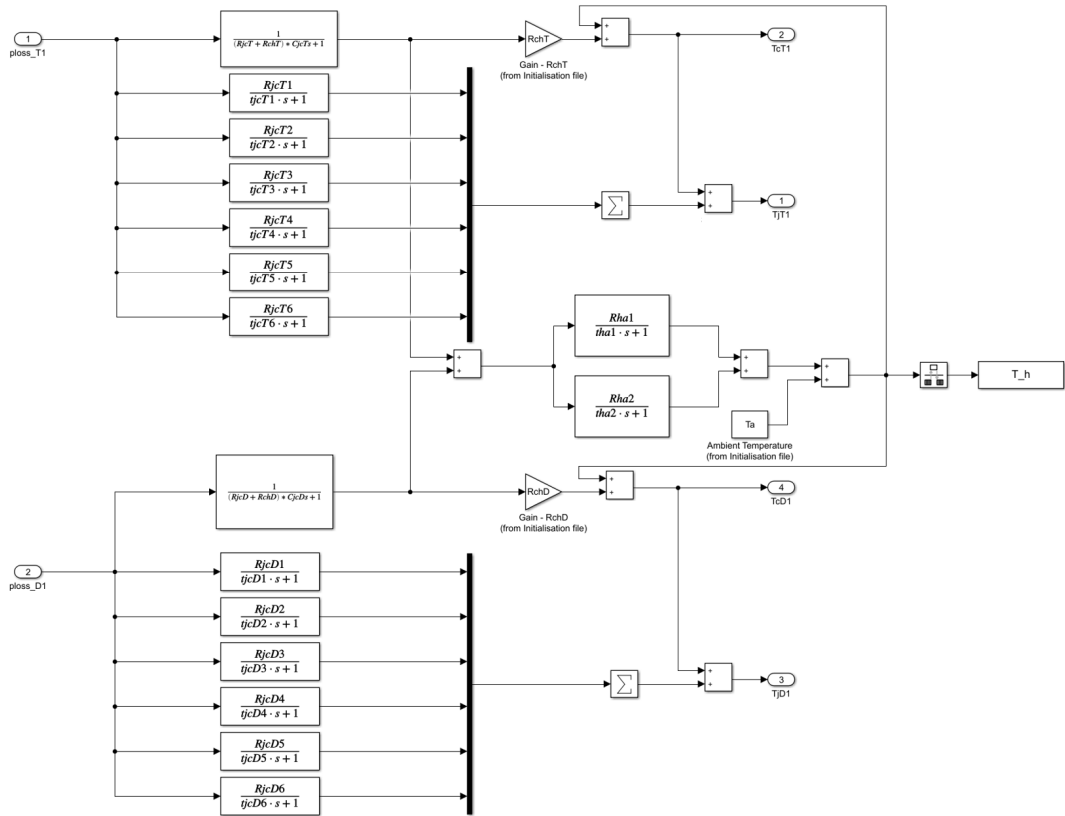 1
ploss_T1
1
(RjcT + RchT) * CjcTs + 1
RchT
Gain - RchT
(from Initialisation file)
+
+
2
TcT1
RjcT1
tjcT1 · s + 1
RjcT2
tjcT2 · s + 1
RjcT3
tjcT3 · s + 1
RjcT4
tjcT4 · s + 1
RjcT5
tjcT5 · s + 1
RjcT6
tjcT6 · s + 1
Σ
+
+
1
TjT1
+
+
Rha1
tha1 · s + 1
Rha2
tha2 · s + 1
+
+
+
+
Ta
Ambient Temperature
(from Initialisation file)
T_h
1
(RjcD + RchD) * CjcDs + 1
RchD
Gain - RchD
(from Initialisation file)
+
+
4
TcD1
2
ploss_D1
RjcD1
tjcD1 · s + 1
RjcD2
tjcD2 · s + 1
RjcD3
tjcD3 · s + 1
RjcD4
tjcD4 · s + 1
RjcD5
tjcD5 · s + 1
RjcD6
tjcD6 · s + 1
Σ
+
+
3
TjD1